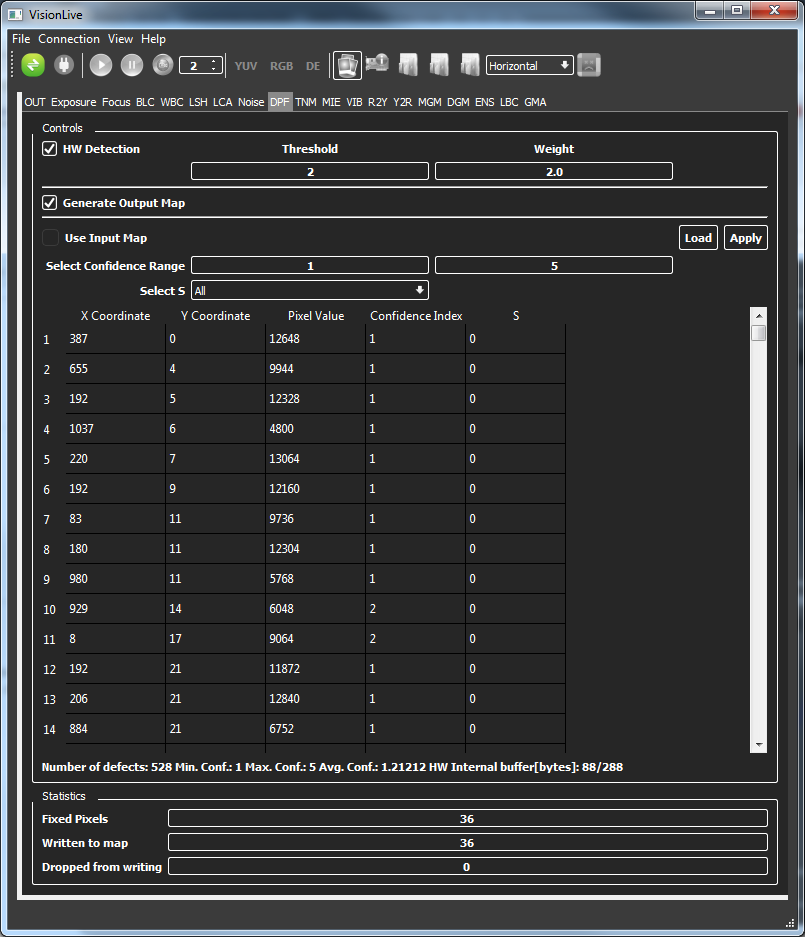 VisionLive
File Connection View Help
2 YUV RGB DE Horizontal
OUT Exposure Focus BLC WBC LSH LCA Noise DPF TNM MIE VIB R2Y Y2R MGM DGM ENS LBC GMA
Controls
HW Detection Threshold Weight
2 2.0
Generate Output Map
Use Input Map Load Apply
Select Confidence Range 1 5
Select S All
X Coordinate Y Coordinate Pixel Value Confidence Index S
1 387 0 12648 1 0
2 655 4 9944 1 0
3 192 5 12328 1 0
4 1037 6 4800 1 0
5 220 7 13064 1 0
6 192 9 12160 1 0
7 83 11 9736 1 0
8 180 11 12304 1 0
9 980 11 5768 1 0
10 929 14 6048 2 0
11 8 17 9064 2 0
12 192 21 11872 1 0
13 206 21 12840 1 0
14 884 21 6752 1 0
Number of defects: 528 Min. Conf.: 1 Max. Conf.: 5 Avg. Conf.: 1.21212 HW Internal buffer[bytes]: 88/288
Statistics
Fixed Pixels 36
Written to map 36
Dropped from writing 0